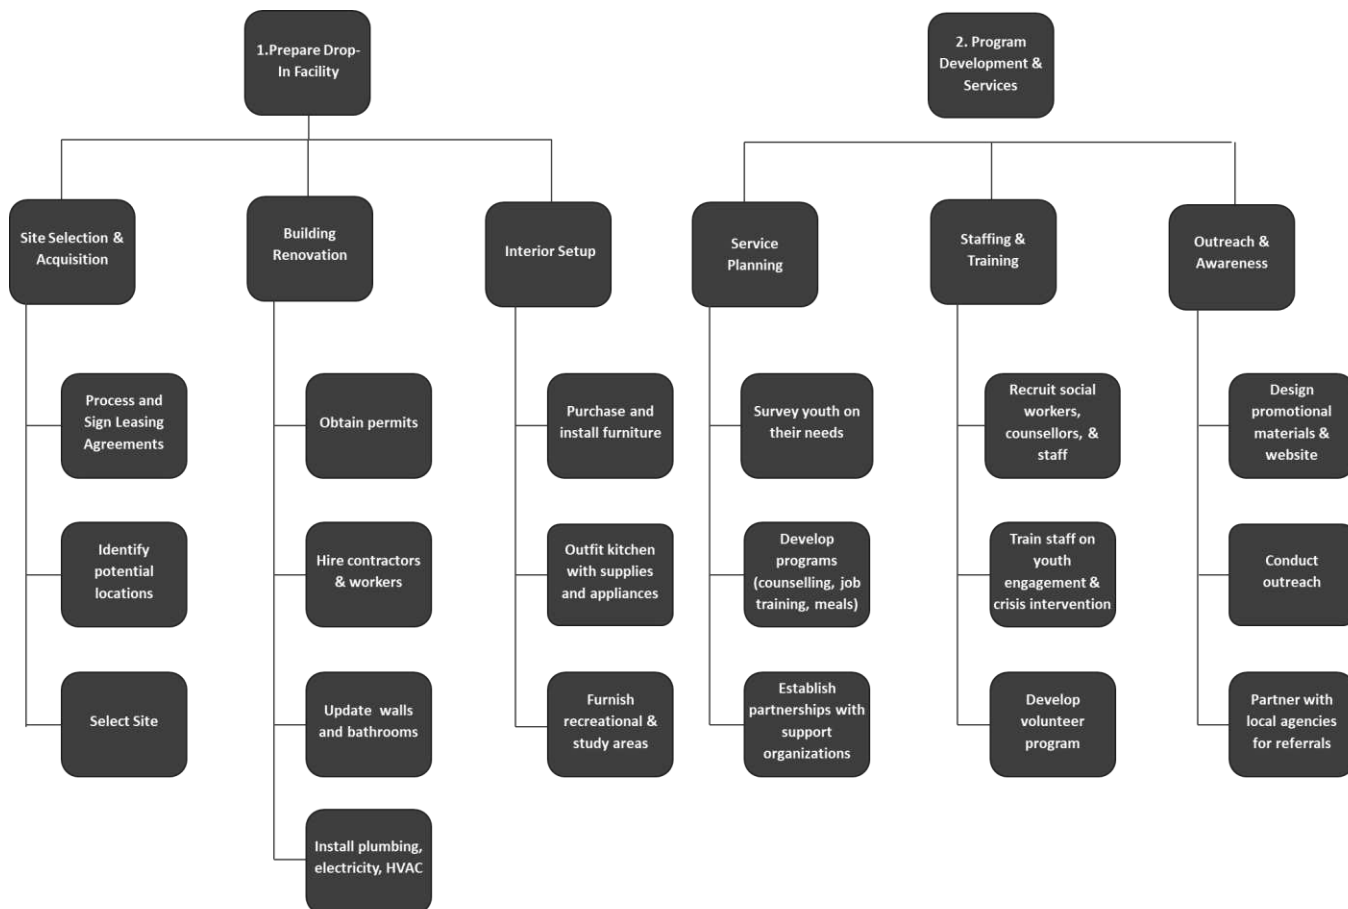 1.Prepare Drop-
In Facility
2. Program
Development &
Services
Site Selection &
Acquisition
Building
Renovation
Interior Setup
Service
Planning
Staffing &
Training
Outreach &
Awareness
Process and
Sign Leasing
Agreements
Obtain permits
Purchase and
install furniture
Survey youth on
their needs
Recruit social
workers,
counsellors, &
staff
Design
promotional
materials &
website
Identify
potential
locations
Hire contractors
& workers
Outfit kitchen
with supplies
and appliances
Develop
programs
(counselling, job
training, meals)
Train staff on
youth
engagement &
crisis intervention
Conduct
outreach
Select Site
Update walls
and bathrooms
Furnish
recreational &
study areas
Establish
partnerships with
support
organizations
Develop
volunteer
program
Partner with
local agencies
for referrals
Install plumbing,
electricity, HVAC